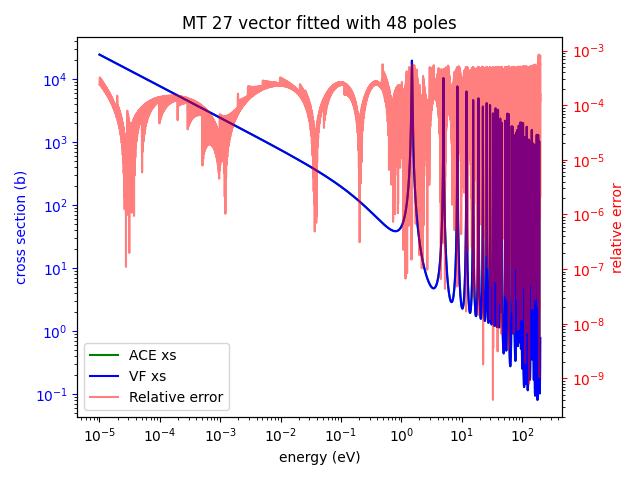 MT 27 vector fitted with 48 poles
10⁴
10³
10²
10¹
10⁰
10⁻¹
cross section (b)
10⁻³
10⁻⁴
10⁻⁵
10⁻⁶
10⁻⁷
10⁻⁸
10⁻⁹
relative error
ACE xs
VF xs
Relative error
10⁻⁵ 10⁻⁴ 10⁻³ 10⁻² 10⁻¹ 10⁰ 10¹ 10²
energy (eV)